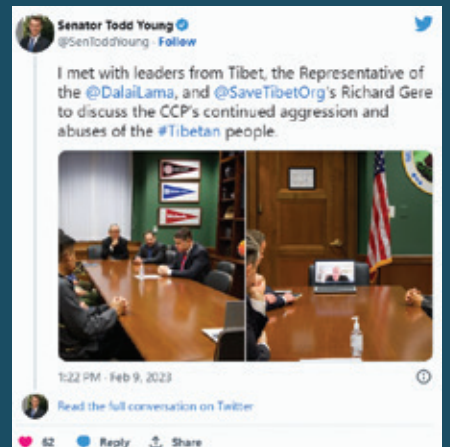 Senator Todd Young
@SenToddYoung · Follow
I met with leaders from Tibet, the Representative of
the @DalaiLama, and @SaveTibetOrg's Richard Gere
to discuss the CCP's continued aggression and
abuses of the #Tibetan people.
1:22 PM · Feb 9, 2023
Read the full conversation on Twitter
62 Reply Share